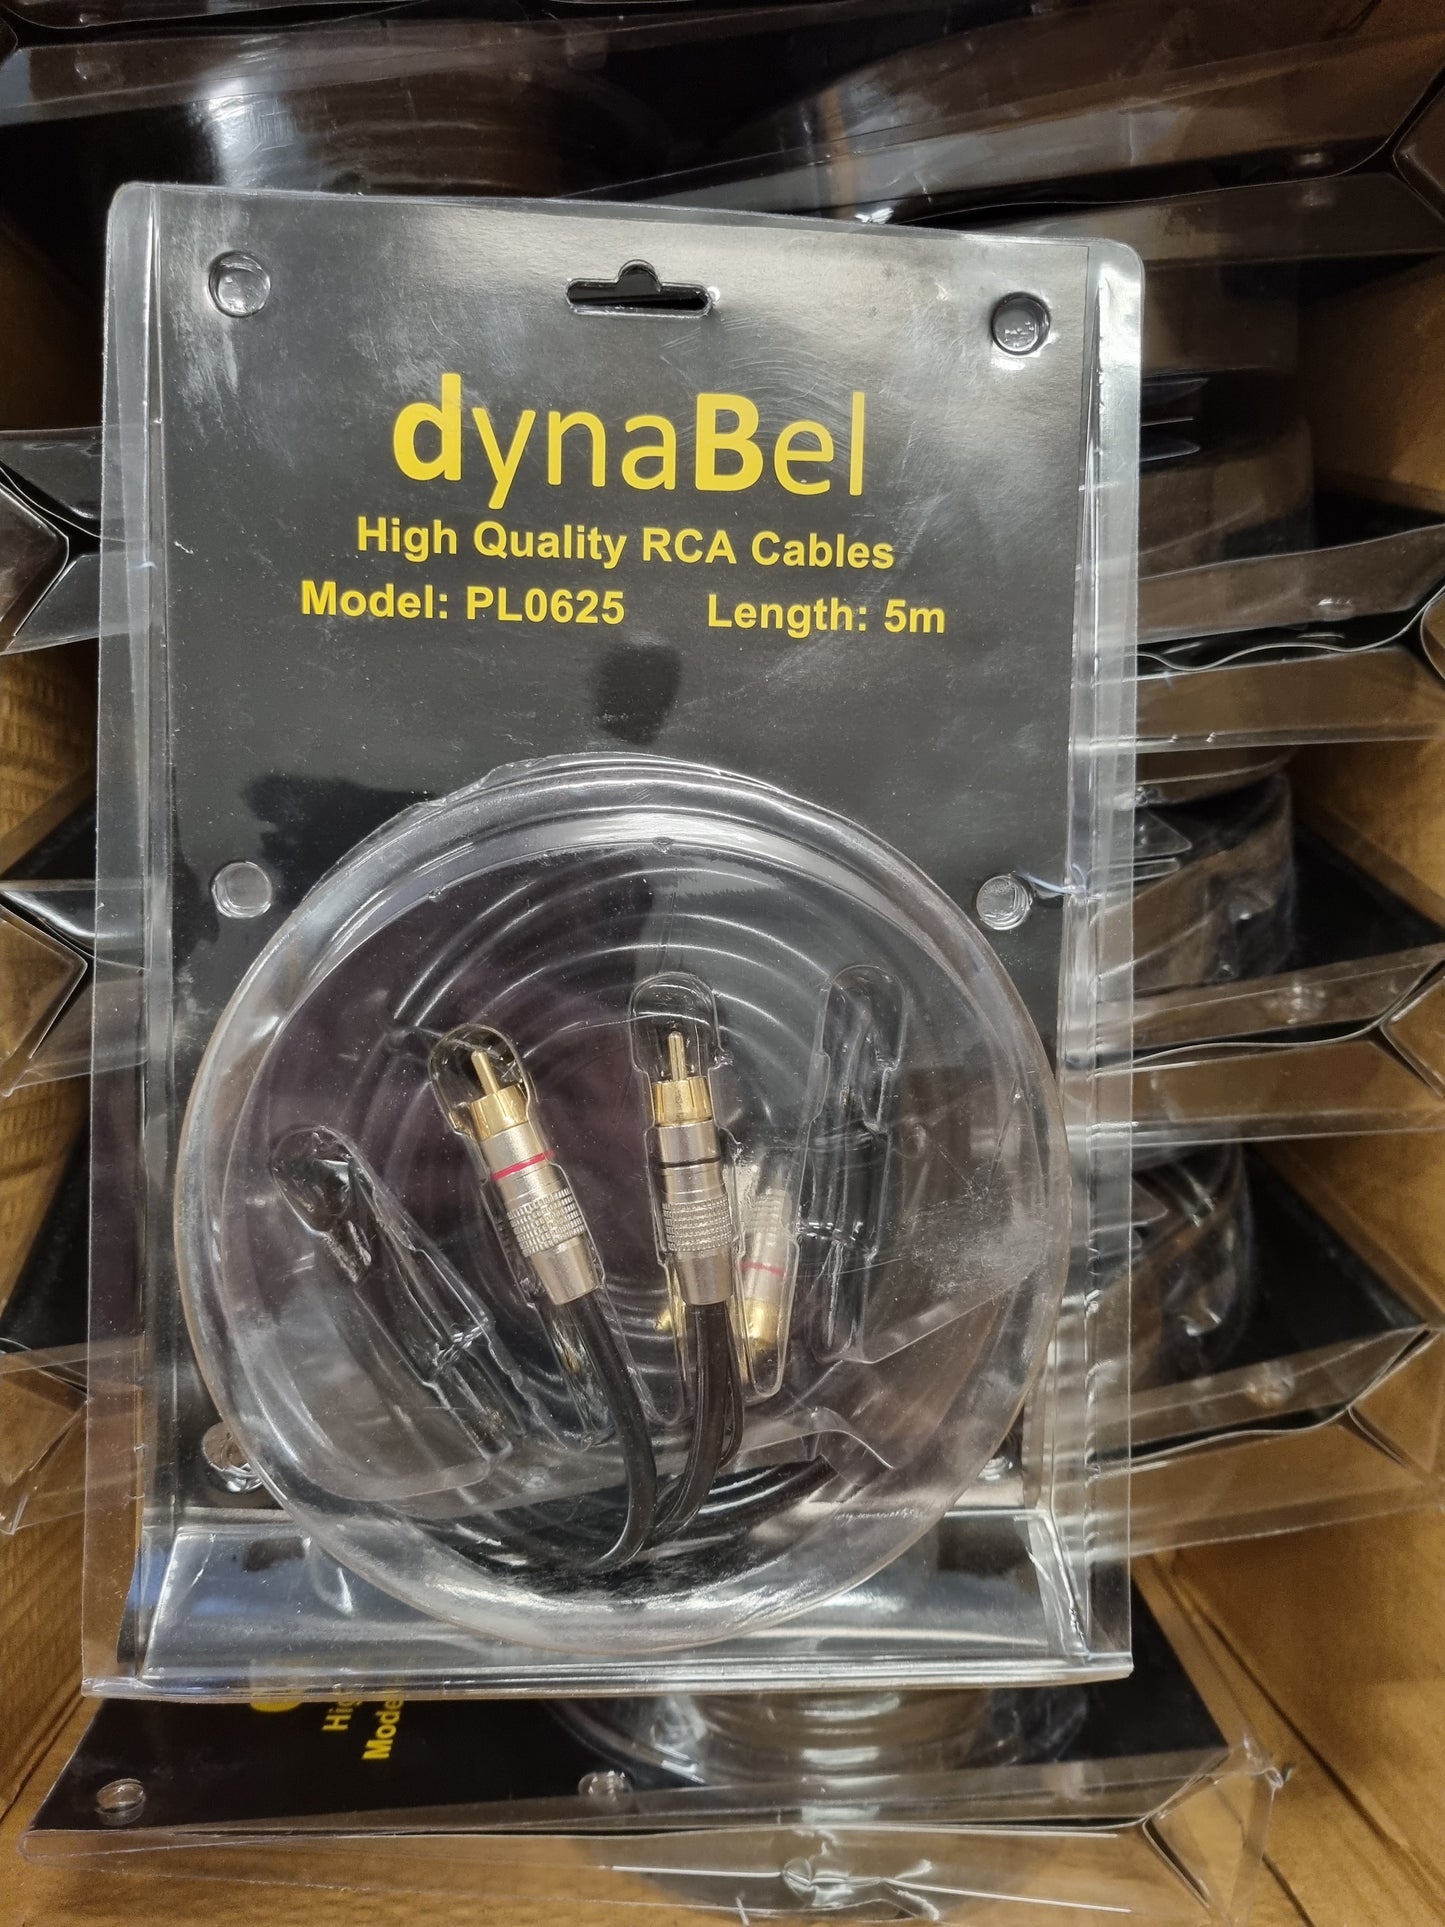 dynaBel
High Quality RCA Cables
Model: PL0625 Length: 5m